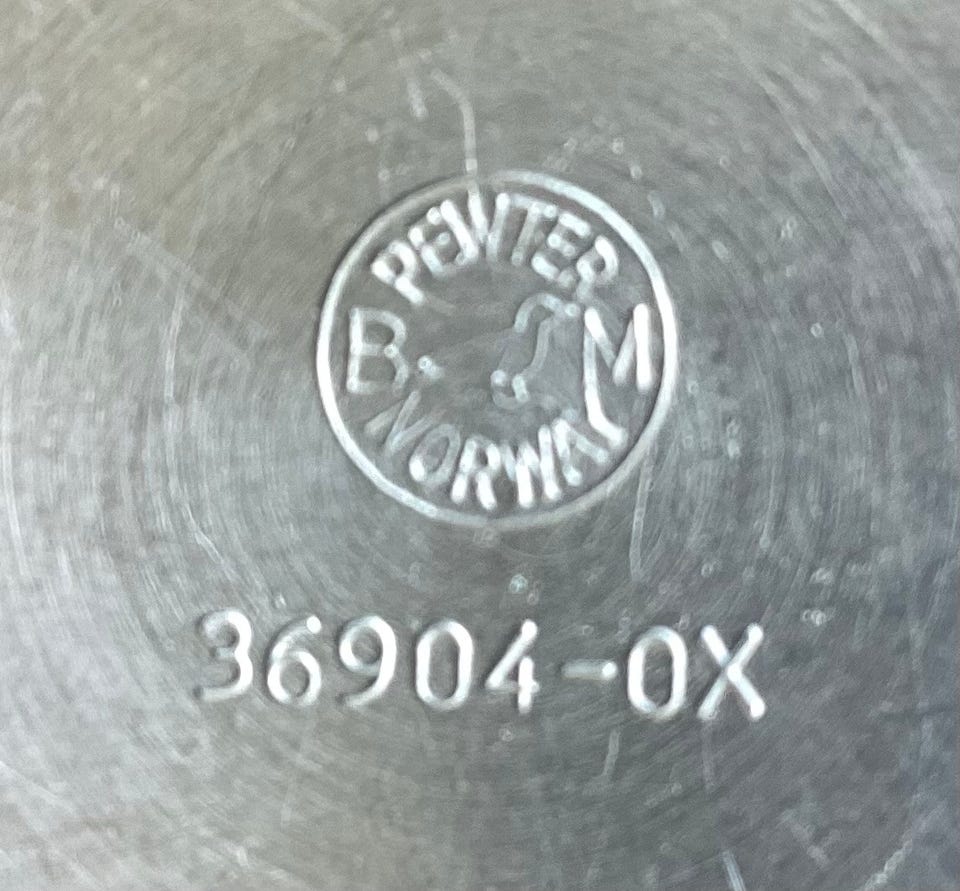 PEWTER
B. M
NORWAY
36904-0X